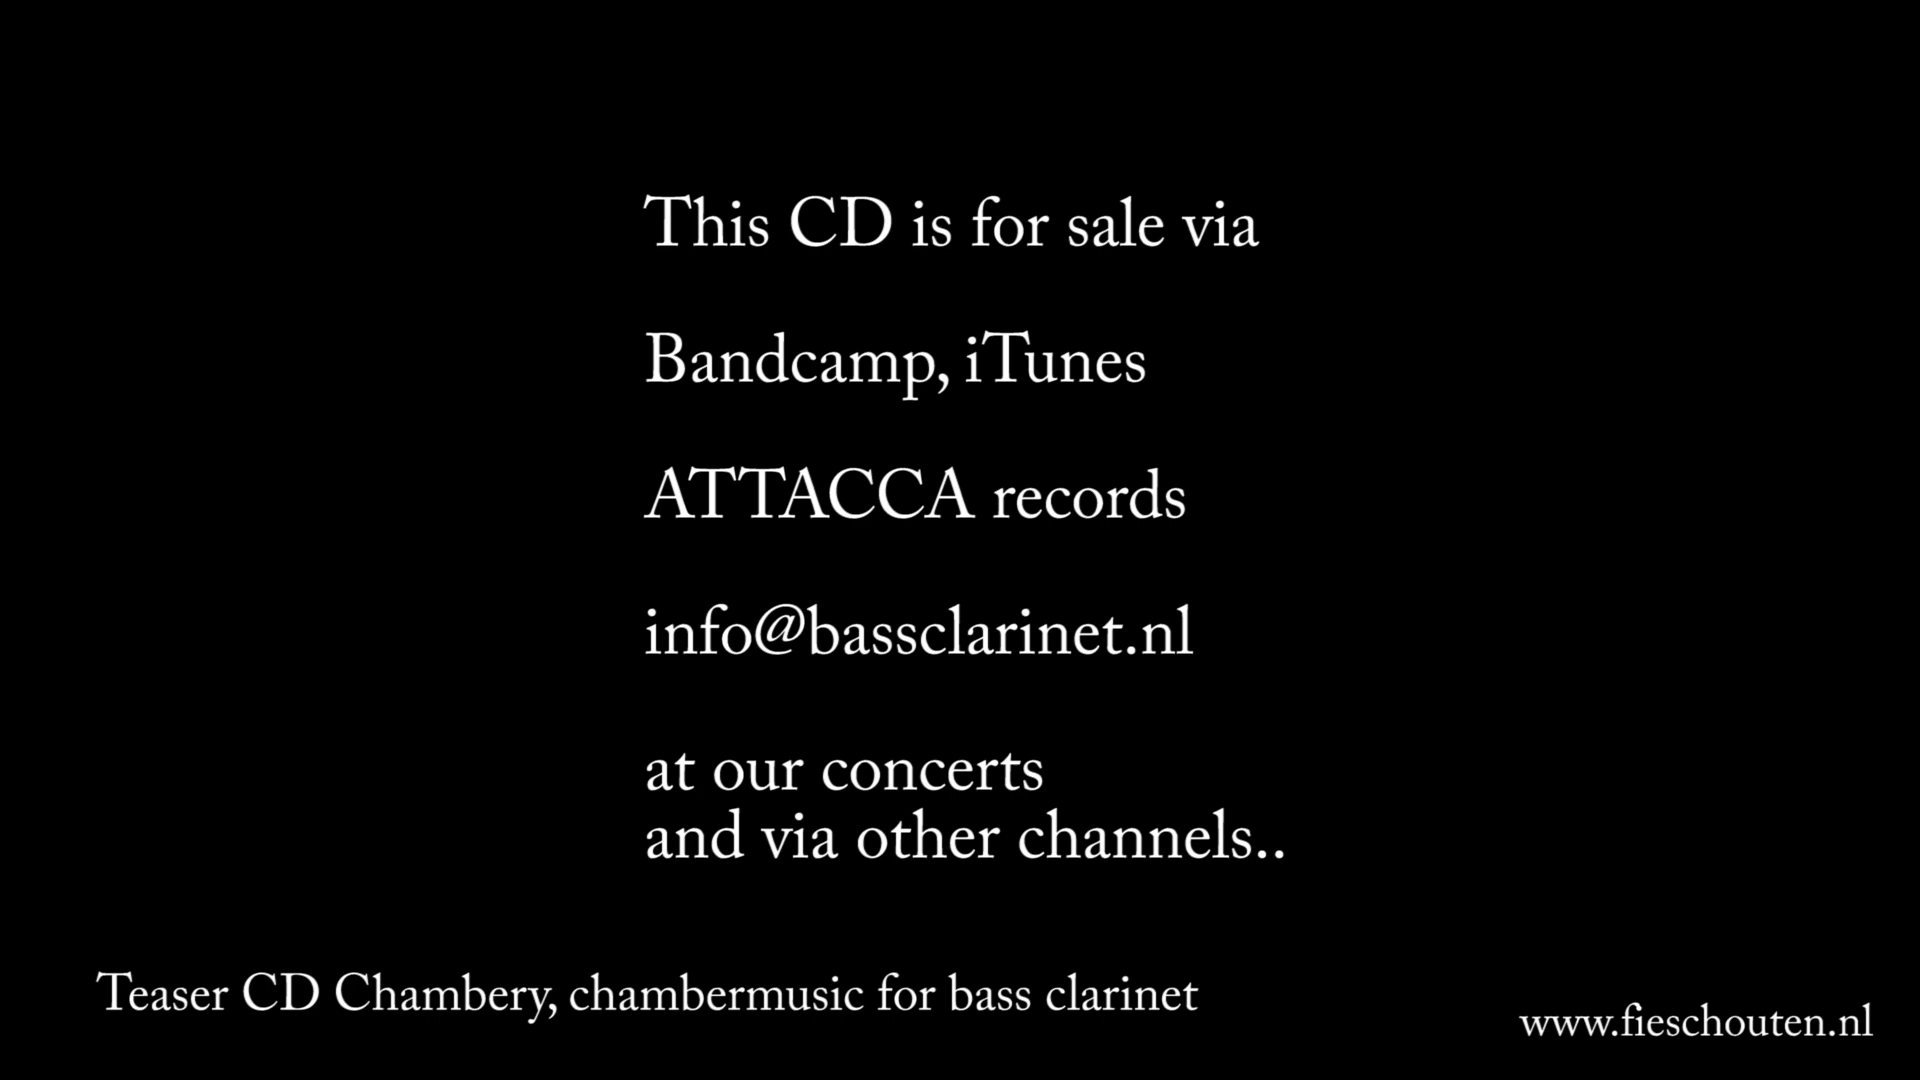 This CD is for sale via
Bandcamp, iTunes
ATTACCA records
info@bassclarinet.nl
at our concerts
and via other channels..
Teaser CD Chambery, chambermusic for bass clarinet
www.fieschouten.nl